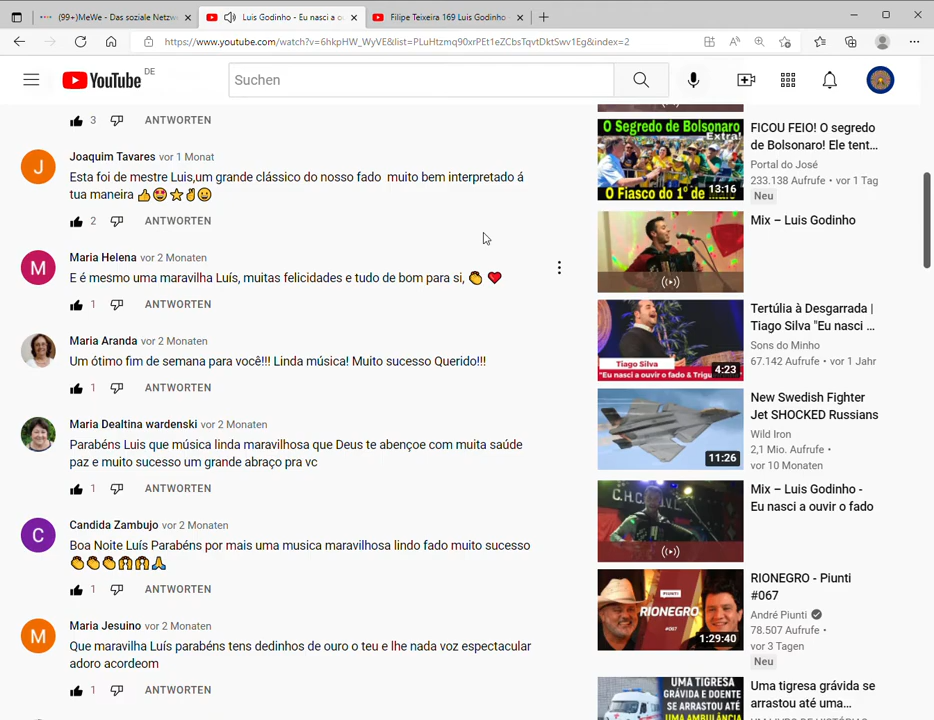 (99+)MeWe - Das soziale Netzw
Luis Godinho - Eu nasci a o
Filipe Teixeira 169 Luis Godinho
https://www.youtube.com/watch?v=6hkpHW_WyVE&list=PLuHtzmq90xrPEt1eZCbsTqvtDktSwv1Eg&index=2
YouTube DE
Suchen
3 ANTWORTEN
Joaquim Tavares vor 1 Monat
Esta foi de mestre Luis,um grande clássico do nosso fado muito bem interpretado á
tua maneira 👍😍⭐✌😃
2 ANTWORTEN
Maria Helena vor 2 Monaten
E é mesmo uma maravilha Luís, muitas felicidades e tudo de bom para si, 👏 ❤
1 ANTWORTEN
Maria Aranda vor 2 Monaten
Um ótimo fim de semana para você!!! Linda música! Muito sucesso Querido!!!
1 ANTWORTEN
Maria Dealtina wardenski vor 2 Monaten
Parabéns Luis que música linda maravilhosa que Deus te abençoe com muita saúde
paz e muito sucesso um grande abraço pra vc
1 ANTWORTEN
Candida Zambujo vor 2 Monaten
Boa Noite Luís Parabéns por mais uma musica maravilhosa lindo fado muito sucesso
👏👏👏🙌🙌🙏
1 ANTWORTEN
Maria Jesuino vor 2 Monaten
Que maravilha Luís parabéns tens dedinhos de ouro o teu e lhe nada voz espectacular
adoro acordeom
1 ANTWORTEN
J
M
C
M
O Segredo de Bolsonaro
Extra!
O Fiasco do 1º de
13:16
FICOU FEIO! O segredo
de Bolsonaro! Ele tent...
Portal do José
233.138 Aufrufe • vor 1 Tag
Neu
Mix – Luis Godinho
Tiago Silva
"Eu nasci a ouvir o fado & Trigu
4:23
Tertúlia à Desgarrada |
Tiago Silva "Eu nasci ...
Sons do Minho
67.142 Aufrufe • vor 1 Jahr
11:26
New Swedish Fighter
Jet SHOCKED Russians
Wild Iron
2,1 Mio. Aufrufe •
vor 10 Monaten
Mix – Luis Godinho -
Eu nasci a ouvir o fado
PIUNTI
RIONEGRO
#067
1:29:40
RIONEGRO - Piunti
#067
André Piunti
78.507 Aufrufe •
vor 3 Tagen
Neu
UMA TIGRESA
GRÁVIDA E DOENTE
SE ARRASTOU ATÉ
UMA AMBULÂNCIA
Uma tigresa grávida se
arrastou até uma...